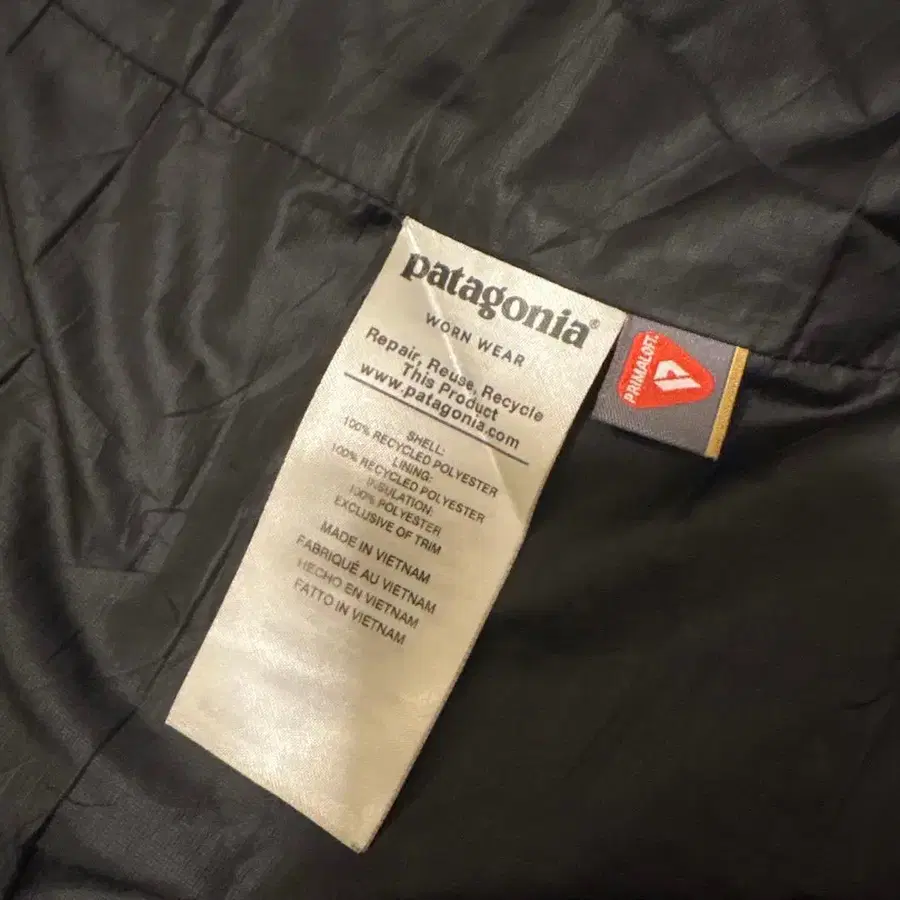 patagonia®
WORN WEAR
Repair, Reuse, Recycle
This Product
www.patagonia.com
SHELL:
100% RECYCLED POLYESTER
LINING:
100% RECYCLED POLYESTER
INSULATION:
100% POLYESTER
EXCLUSIVE OF TRIM
MADE IN VIETNAM
FABRIQUÉ AU VIETNAM
HECHO EN VIETNAM
FATTO IN VIETNAM
PRIMALOFT.